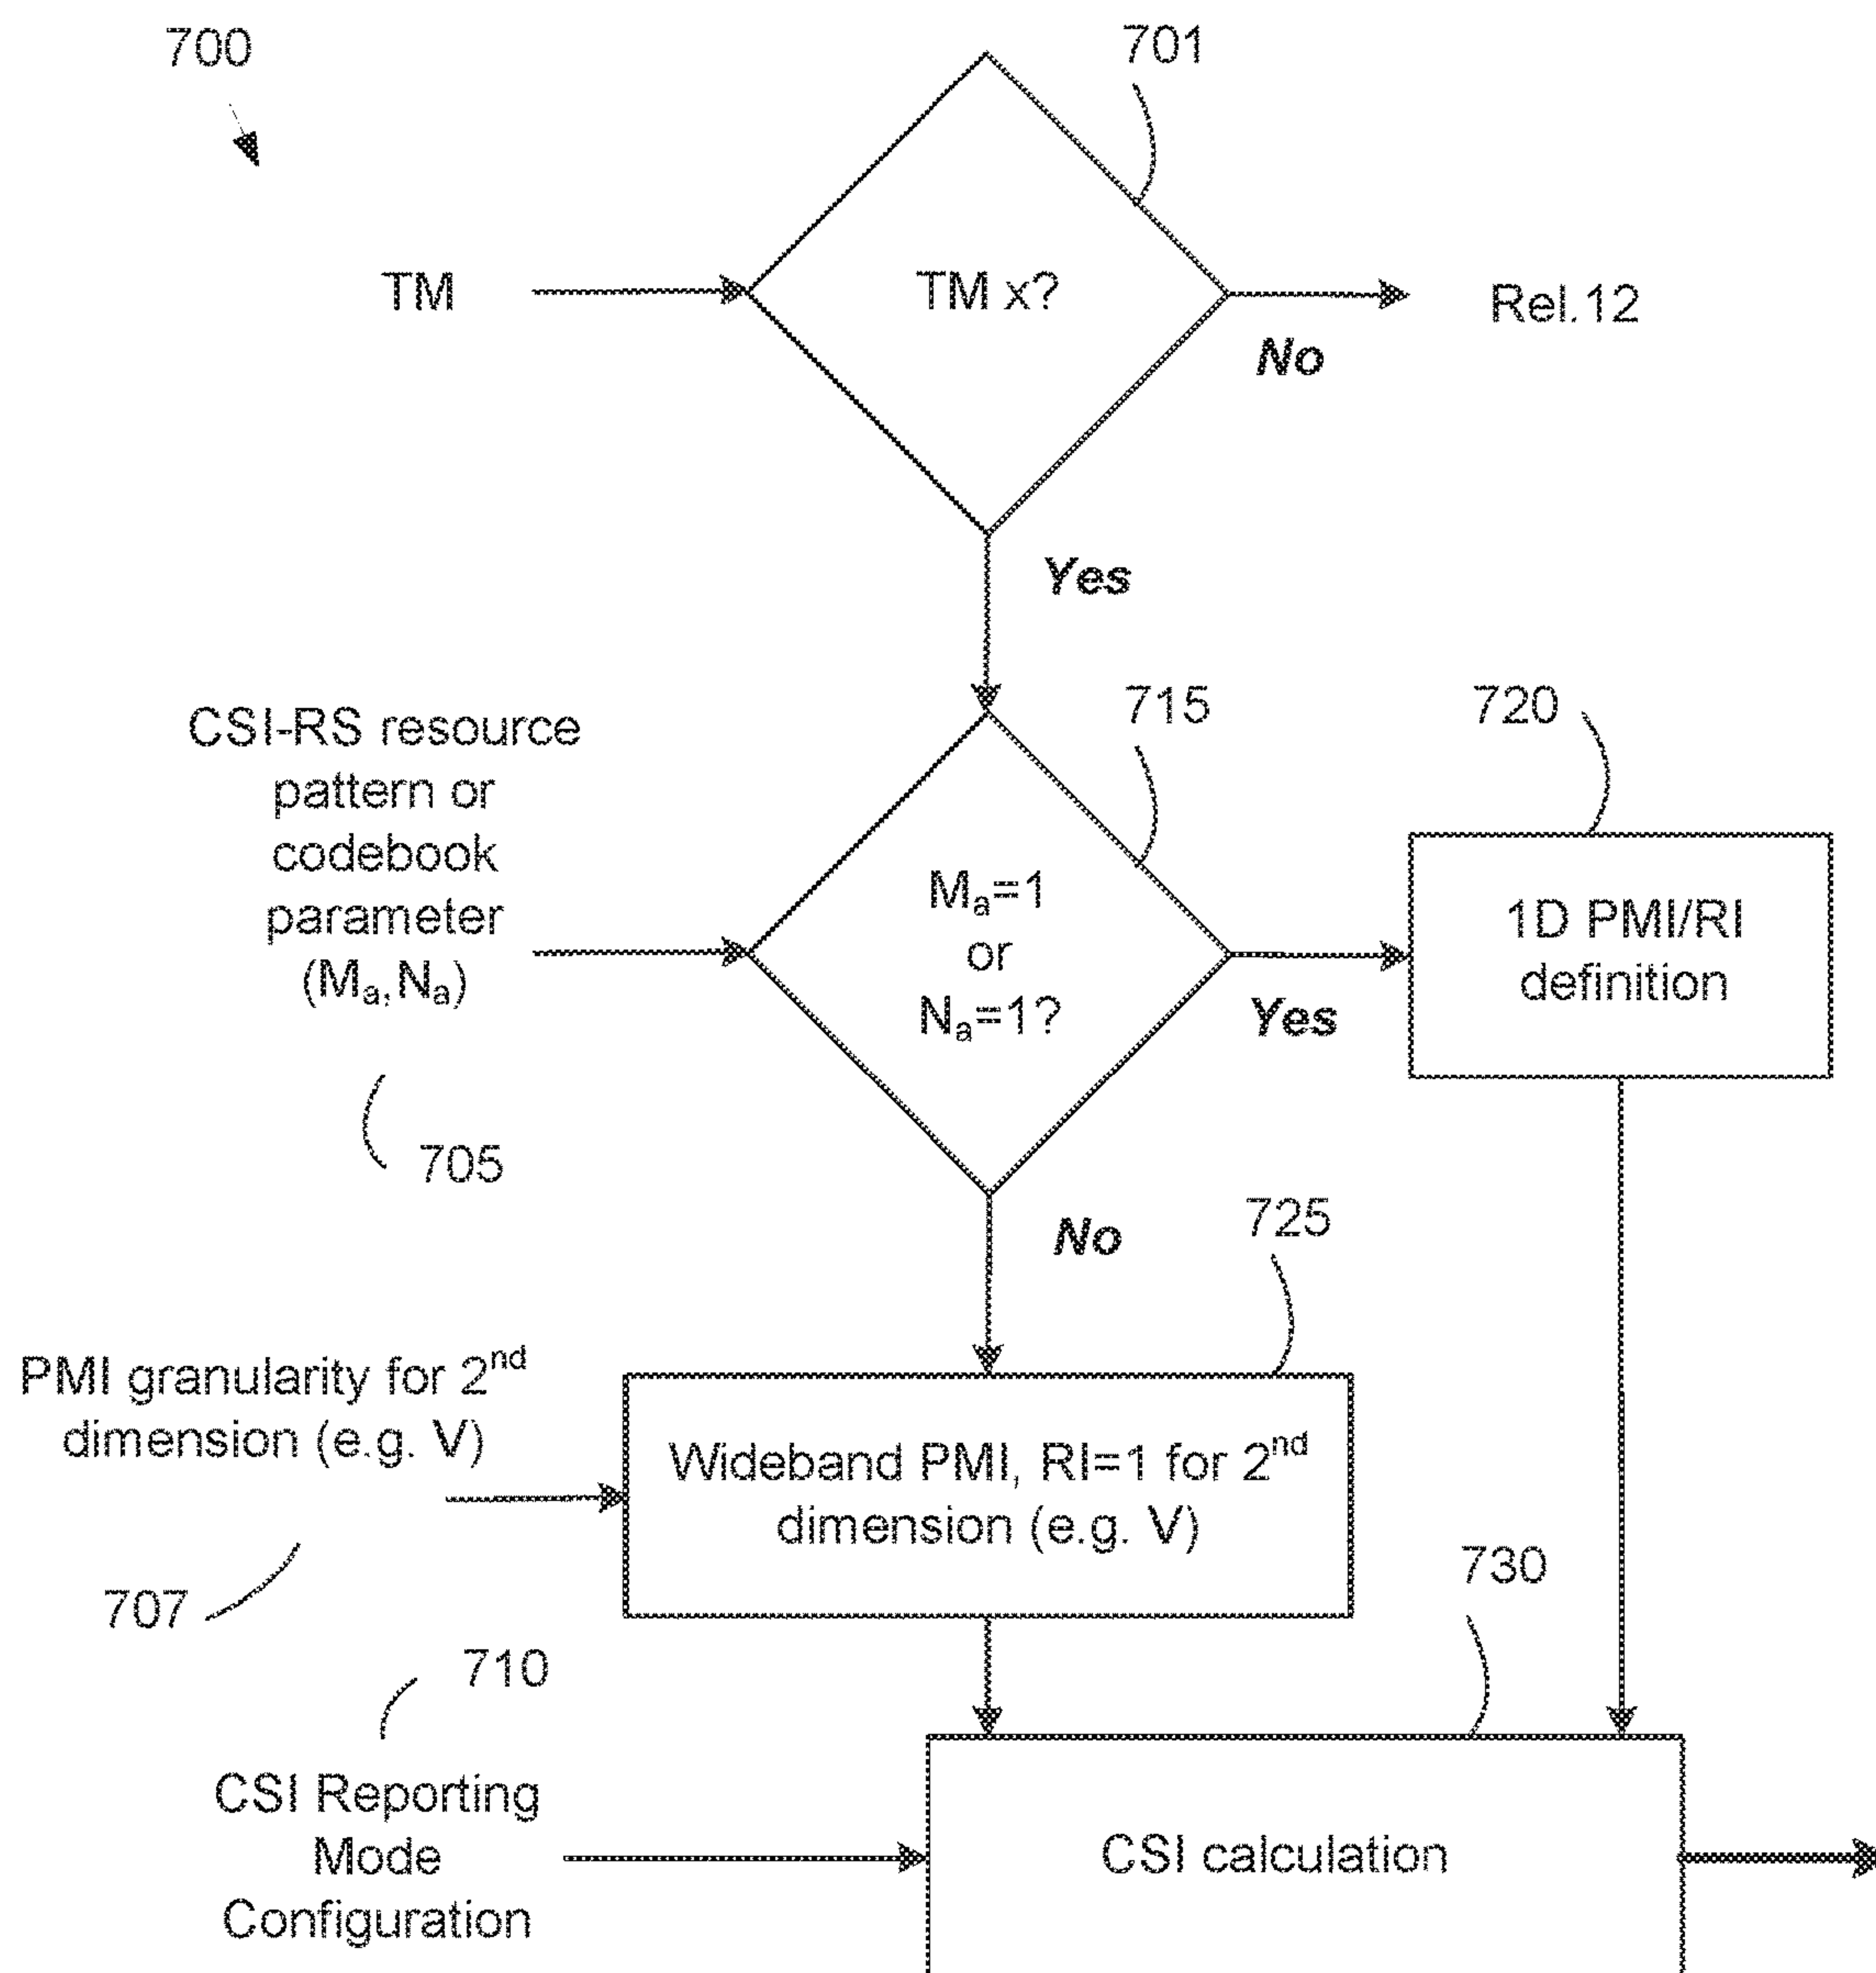 700
701
TM
TM x?
Rel.12
No
Yes
CSI-RS resource
pattern or
codebook
parameter
(Ma,Na)
705
715
Ma=1
or
Na=1?
Yes
720
1D PMI/RI
definition
No
725
PMI granularity for 2nd
dimension (e.g. V)
707
Wideband PMI, RI=1 for 2nd
dimension (e.g. V)
730
710
CSI Reporting
Mode
Configuration
CSI calculation